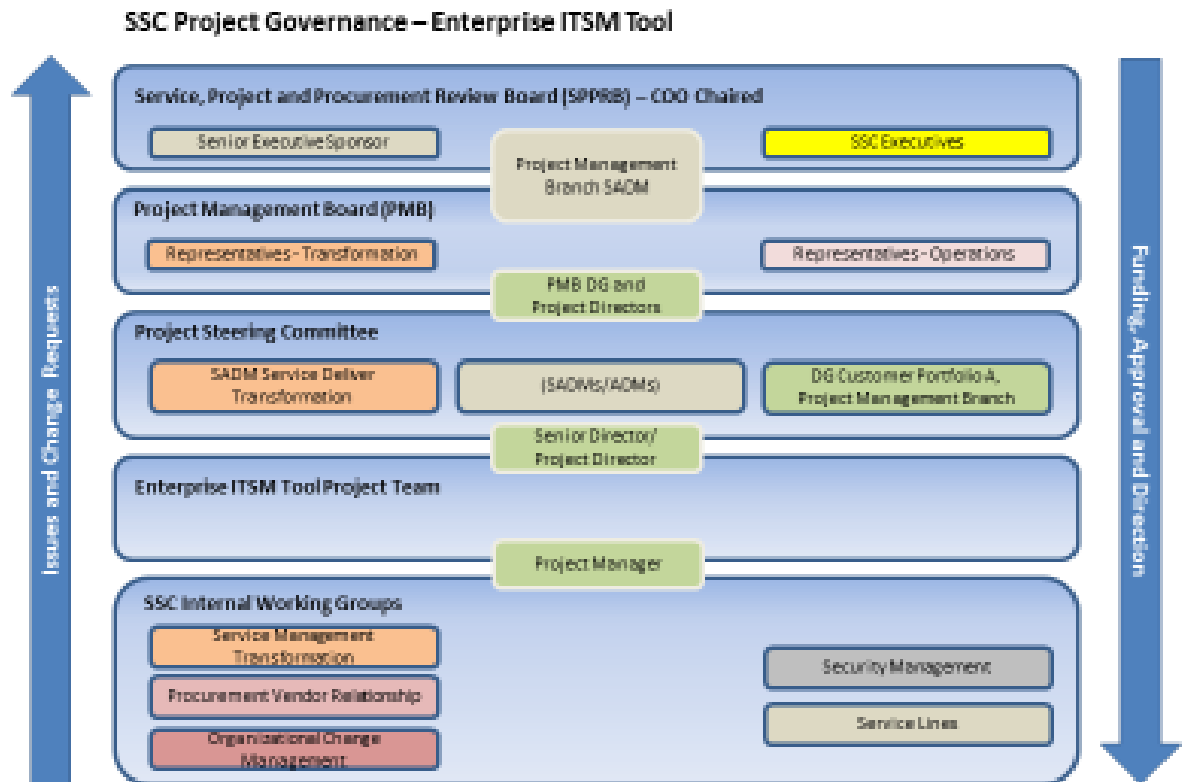 SSC Project Governance – Enterprise ITSM Tool
Service, Project and Procurement Review Board (SPPRB) – COO Chaired
Senior Executive Sponsor
SSC Executives
Project Management
Branch SADM
Project Management Board (PMB)
Representatives - Transformation
Representatives - Operations
PMB DG and
Project Directors
Project Steering Committee
SADM Service Deliver
Transformation
(SADMs/ADMs)
DG Customer Portfolio A,
Project Management Branch
Senior Director/
Project Director
Enterprise ITSM Tool Project Team
Project Manager
SSC Internal Working Groups
Service Management
Transformation
Procurement Vendor Relationship
Organizational Change
Management
Security Management
Service Lines
Issues and Change Requests
Funding, Approval and Direction